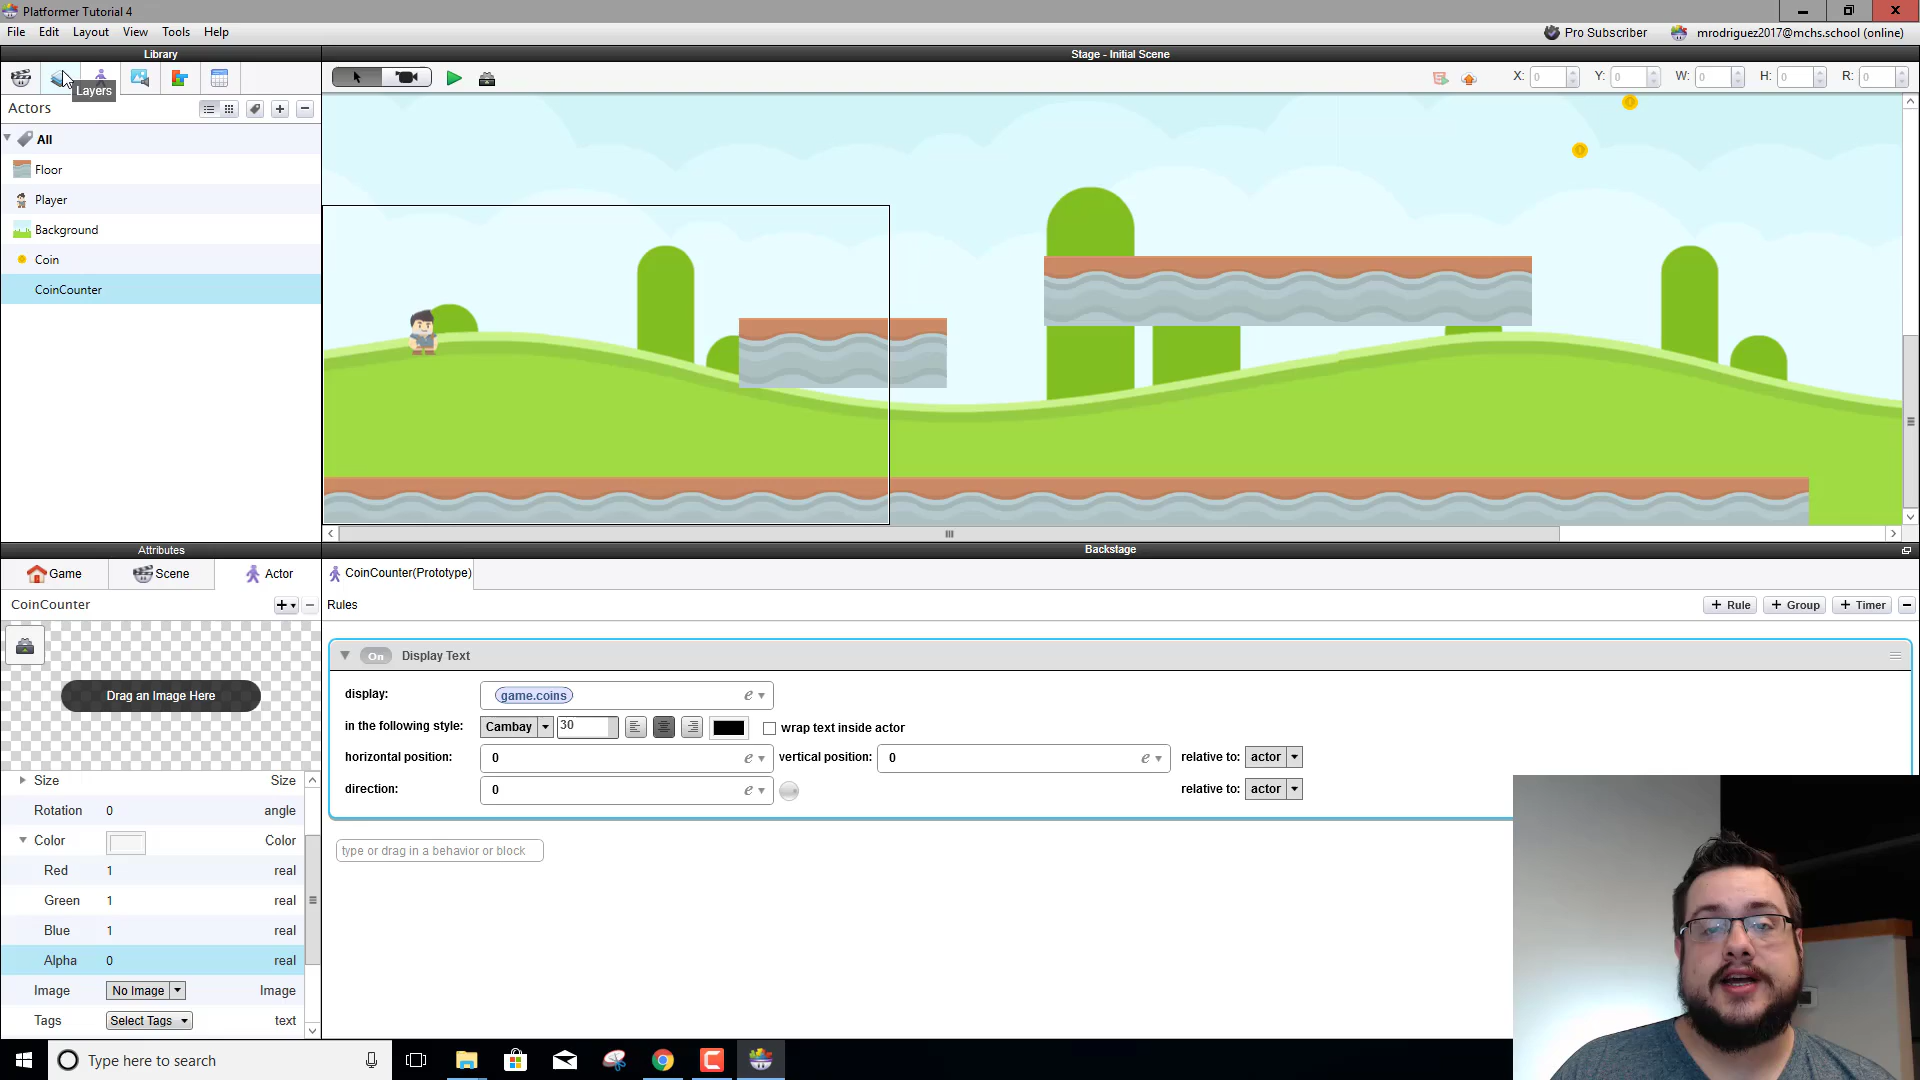 Platformer Tutorial 4
File Edit Layout View Tools Help
Pro Subscriber mrodriguez2017@mchs.school (online)
Library
Stage - Initial Scene
Layers
X: 0 Y: 0 W: 0 H: 0 R: 0
Actors
All
Floor
Player
Background
Coin
CoinCounter
Attributes
Backstage
Game Scene Actor
CoinCounter(Prototype)
CoinCounter
Rules
+ Rule + Group + Timer
Drag an Image Here
On Display Text
display: game.coins e
in the following style: Cambay 30 wrap text inside actor
horizontal position: 0 e vertical position: 0 e relative to: actor
direction: 0 e relative to: actor
type or drag in a behavior or block
Size Size
Rotation 0 angle
Color Color
Red 1 real
Green 1 real
Blue 1 real
Alpha 0 real
Image No Image Image
Tags Select Tags text
Type here to search